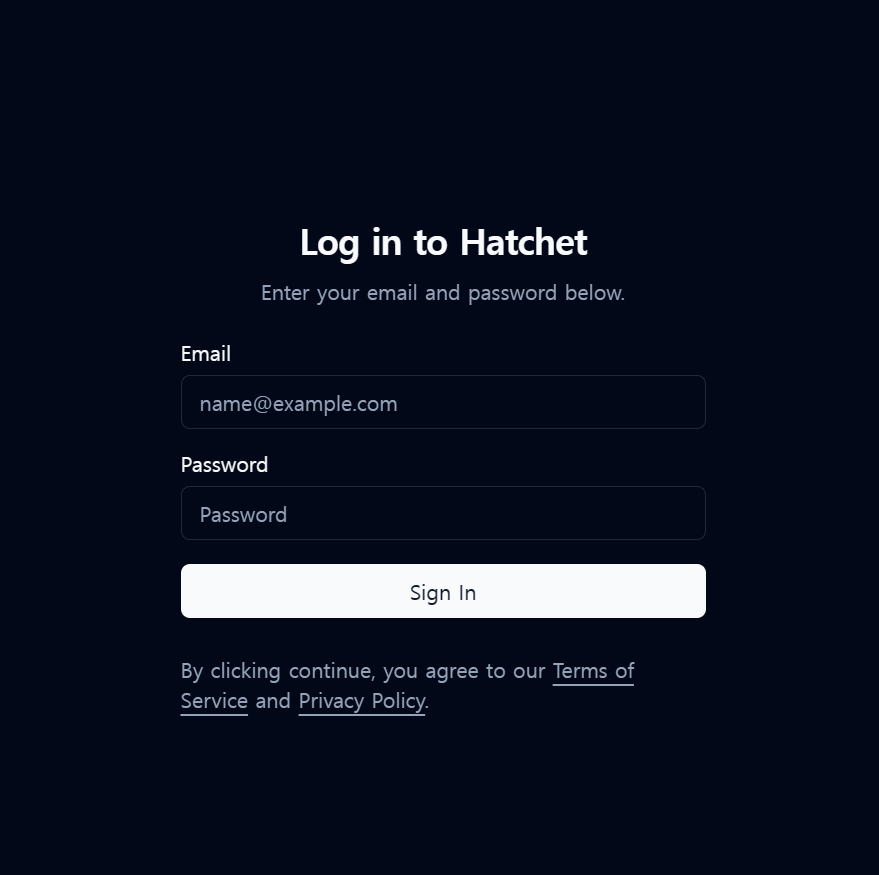 Log in to Hatchet
Enter your email and password below.
Email
name@example.com
Password
Password
Sign In
By clicking continue, you agree to our Terms of
Service and Privacy Policy.